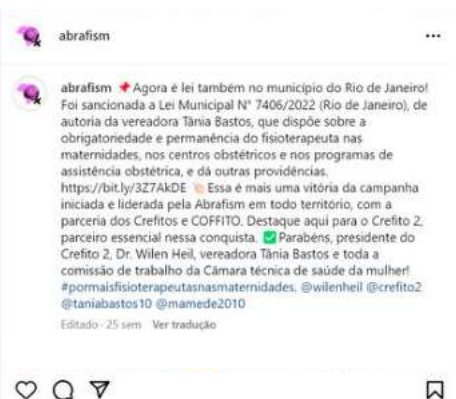 abrafism
abrafism 📌Agora é lei também no município do Rio de Janeiro!
Foi sancionada a Lei Municipal N° 7406/2022 (Rio de Janeiro), de
autoria da vereadora Tânia Bastos, que dispõe sobre a
obrigatoriedade e permanência do fisioterapeuta nas
maternidades, nos centros obstétricos e nos programas de
assistência obstétrica, e dá outras providências.
https://bit.ly/3Z7AkDE 👏🏻 Essa é mais uma vitória da campanha
iniciada e liderada pela Abrafism em todo território, com a
parceria dos Crefitos e COFFITO. Destaque aqui para o Crefito 2,
parceiro essencial nessa conquista. ✅Parabéns, presidente do
Crefito 2, Dr. Wilen Heil, vereadora Tânia Bastos e toda a
comissão de trabalho da Câmara técnica de saúde da mulher!
#pormaisfisioterapeutasnasmaternidades. @wilenheil @crefito2
@taniabastos10 @mamede2010
Editado · 25 sem Ver tradução